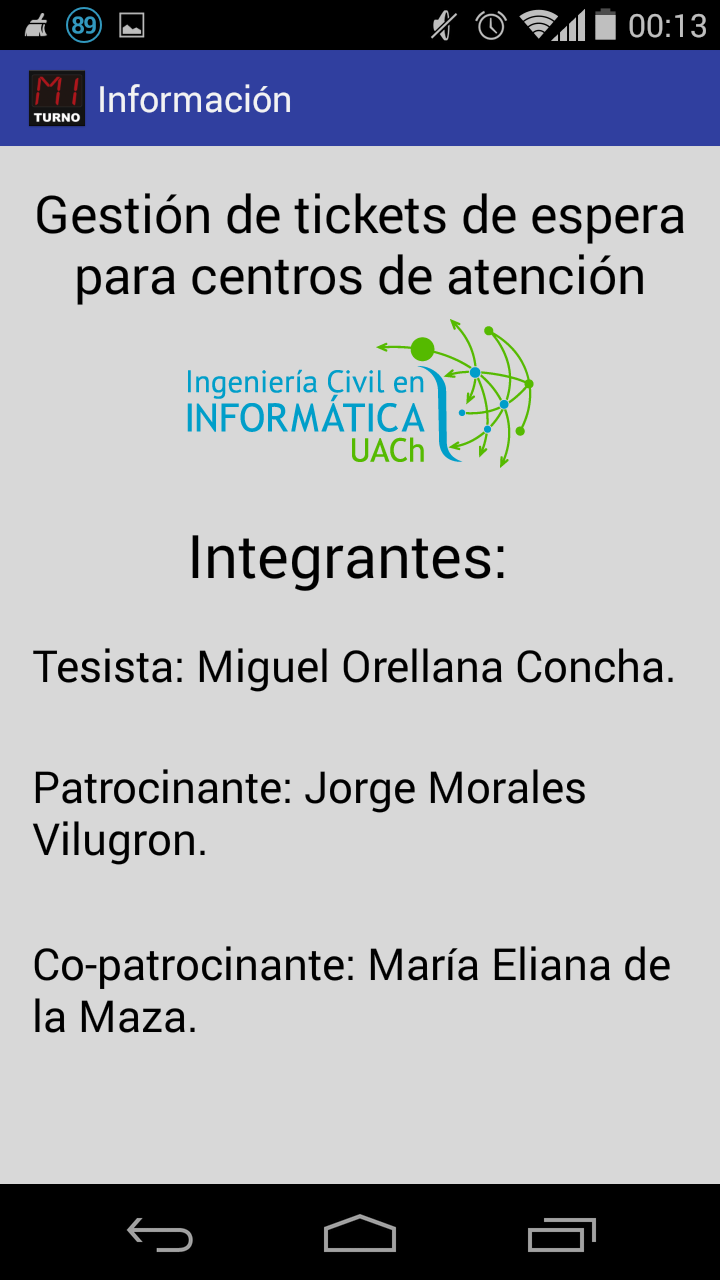 89
00:13
MI
TURNO
Información
Gestión de tickets de espera
para centros de atención
Ingeniería Civil en
INFORMÁTICA
UACh
Integrantes:
Tesista: Miguel Orellana Concha.
Patrocinante: Jorge Morales
Vilugron.
Co-patrocinante: María Eliana de
la Maza.